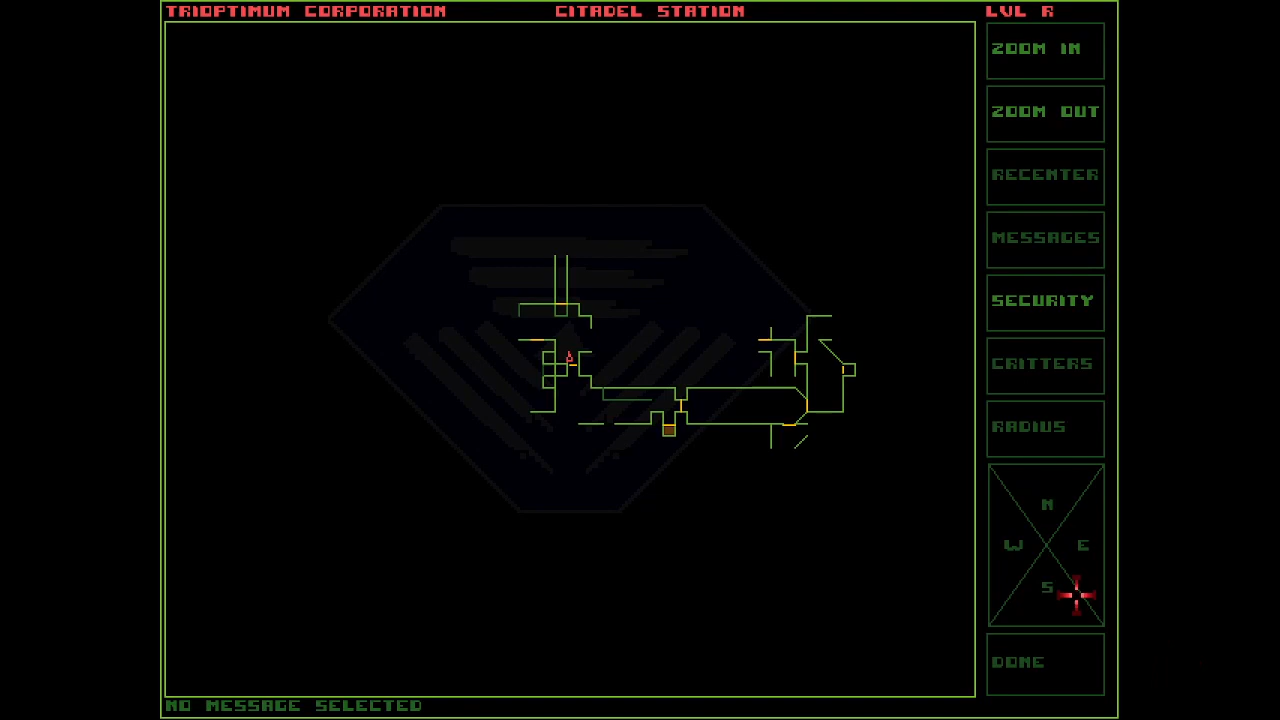 TRIOPTIMUM CORPORATION CITADEL STATION LVL R
ZOOM IN
ZOOM OUT
RECENTER
MESSAGES
SECURITY
CRITTERS
RADIUS
N
W E
S
DONE
NO MESSAGE SELECTED